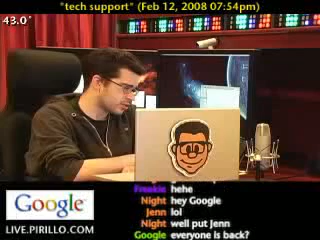 *tech support* (Feb 12, 2008 07:54pm)
43.0°
Freakie hehe
Night hey Google
Jenn lol
Night well put Jenn
Google everyone is back?
Google™
LIVE.PIRILLO.COM